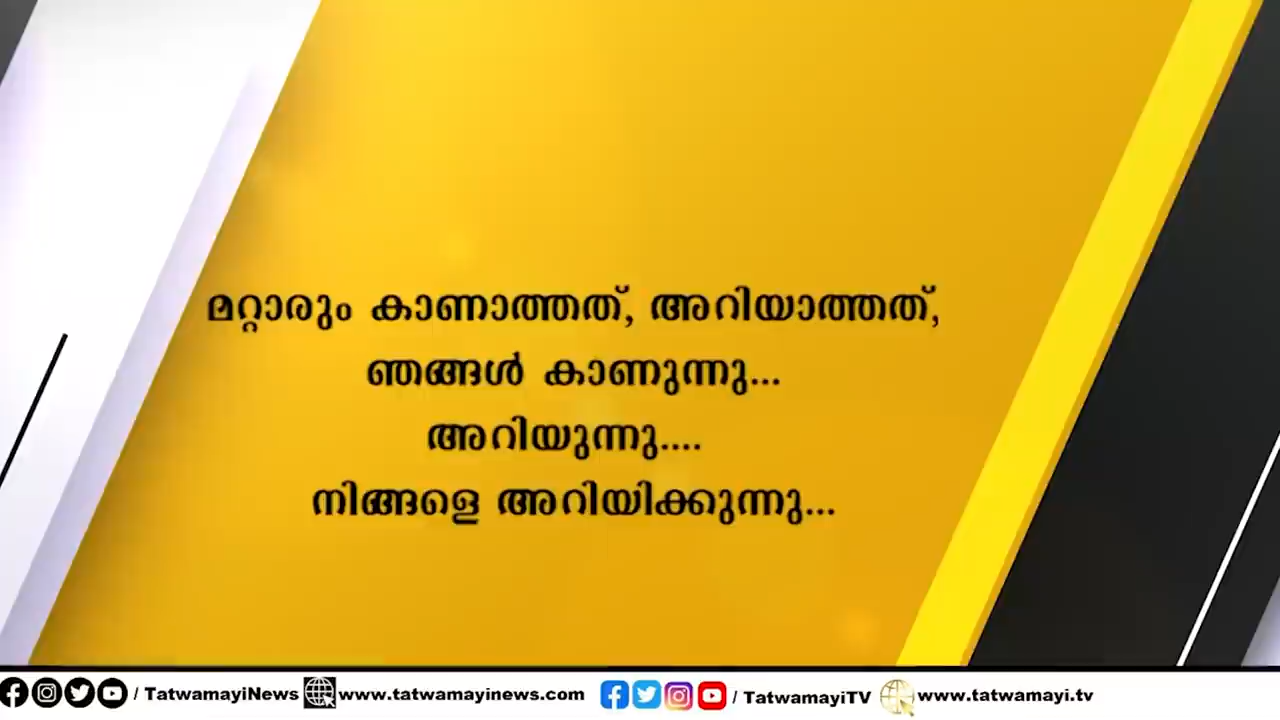 മറ്റാരും കാണാത്തത്, അറിയാത്തത്,
ഞങ്ങൾ കാണുന്നു...
അറിയുന്നു....
നിങ്ങളെ അറിയിക്കുന്നു...
/ TatwamayiNews www.tatwamayinews.com / TatwamayiTV www.tatwamayi.tv